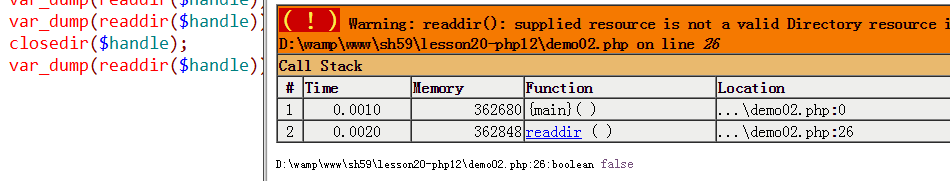 var_dump(readdir($handle))
var_dump(readdir($handle))
closedir($handle);
var_dump(readdir($handle))
( ! ) Warning: readdir(): supplied resource is not a valid Directory resource i
D:\wamp\www\sh59\lesson20-php12\demo02.php on line 26
Call Stack
# Time Memory Function Location
1 0.0010 362680 {main}( ) ...\demo02.php:0
2 0.0020 362848 readdir ( ) ...\demo02.php:26
D:\wamp\www\sh59\lesson20-php12\demo02.php:26:boolean false